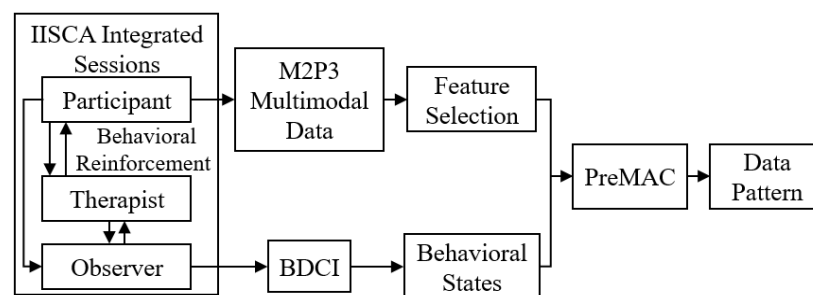 IISCA Integrated
Sessions
Participant
Behavioral
Reinforcement
Therapist
Observer
M2P3
Multimodal
Data
Feature
Selection
BDCI
Behavioral
States
PreMAC
Data
Pattern